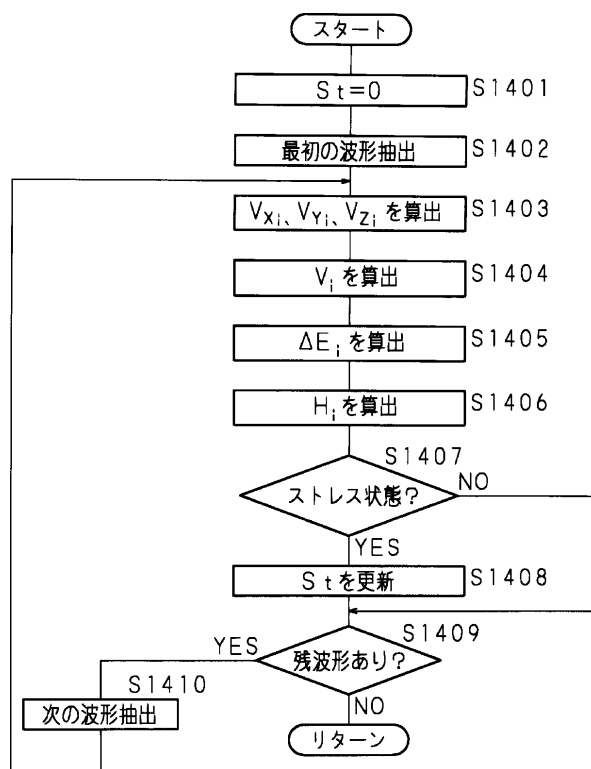 スタート
St=0 S1401
最初の波形抽出 S1402
VXi、VYi、VZi を算出 S1403
Vi を算出 S1404
ΔEi を算出 S1405
Hi を算出 S1406
S1407
ストレス状態? NO
YES
Stを更新 S1408
YES S1409
残波形あり?
S1410
次の波形抽出 NO
リターン